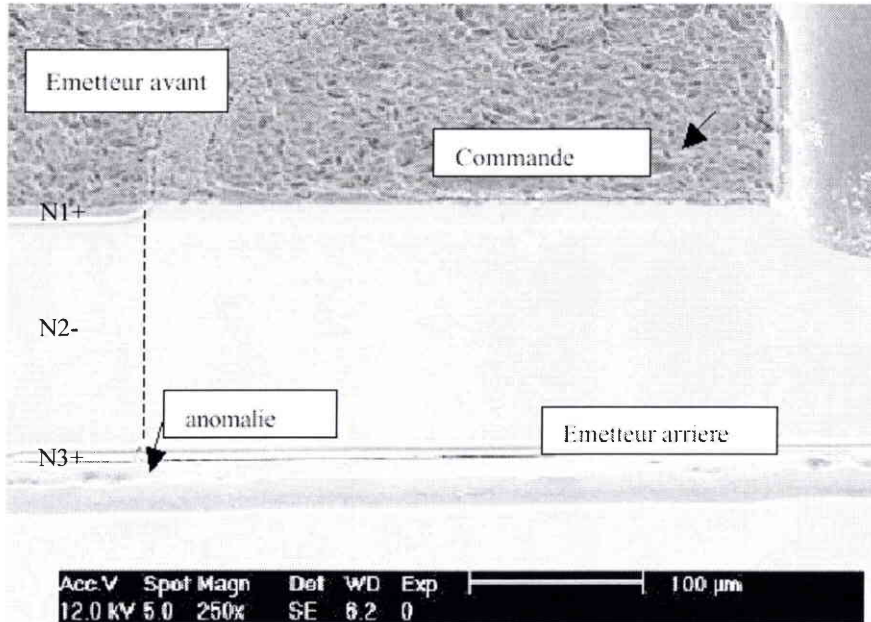 Emetteur avant
Commande
N1+
N2-
anomalie
Emetteur arriere
N3+
Acc.V Spot Magn Det WD Exp 100 µm
12.0 kV 5.0 250x SE 6.2 0